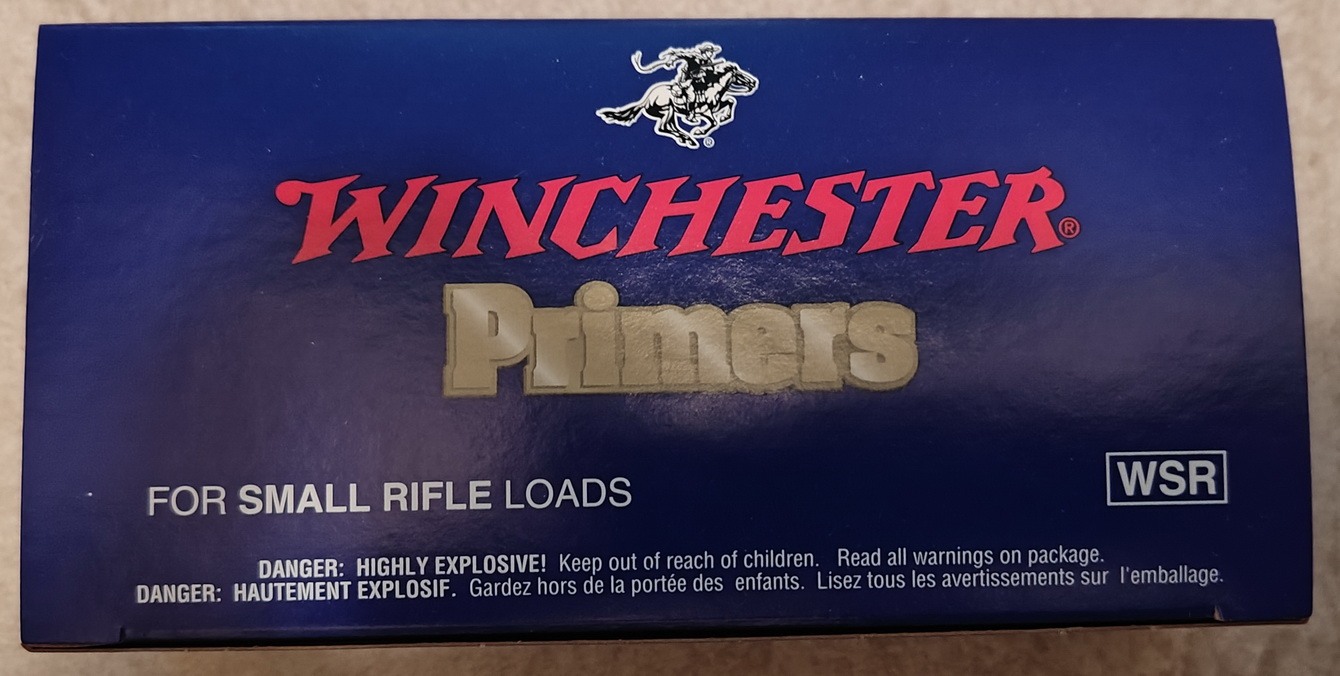 ®
WINCHESTER®
Primers
FOR SMALL RIFLE LOADS
WSR
DANGER: HIGHLY EXPLOSIVE! Keep out of reach of children. Read all warnings on package.
DANGER: HAUTEMENT EXPLOSIF. Gardez hors de la portée des enfants. Lisez tous les avertissements sur l'emballage.